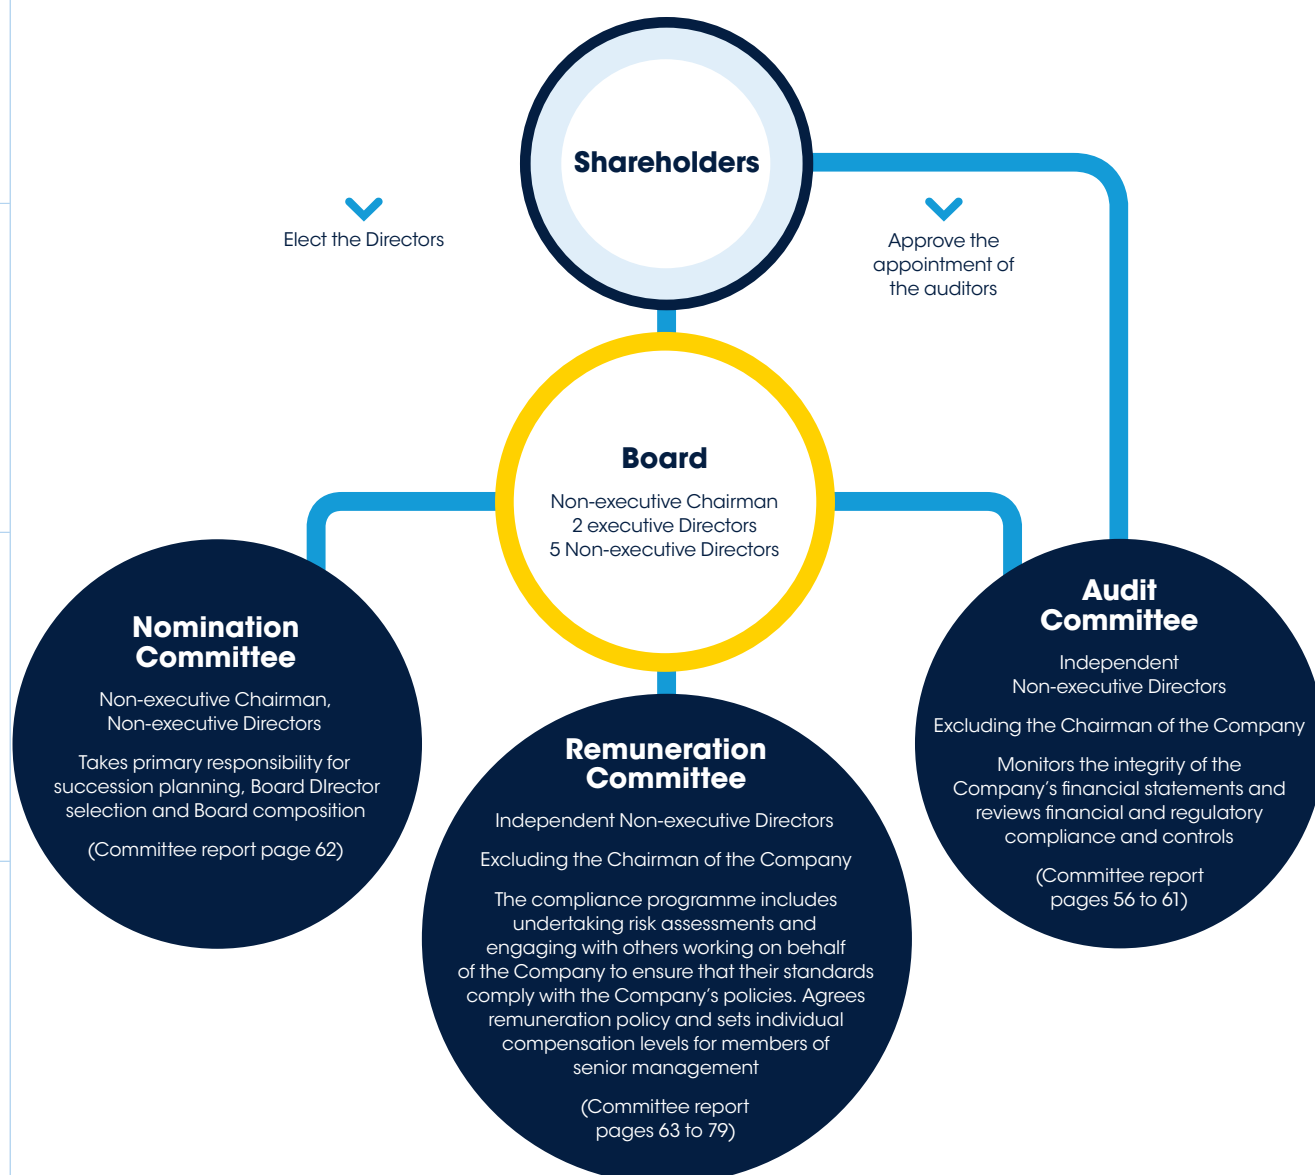 Shareholders
Elect the Directors
Approve the
appointment of
the auditors
Board
Non-executive Chairman
2 executive Directors
5 Non-executive Directors
Nomination
Committee
Non-executive Chairman,
Non-executive Directors
Takes primary responsibility for
succession planning, Board DIrector
selection and Board composition
(Committee report page 62)
Remuneration
Committee
Independent Non-executive Directors
Excluding the Chairman of the Company
The compliance programme includes
undertaking risk assessments and
engaging with others working on behalf
of the Company to ensure that their standards
comply with the Company's policies. Agrees
remuneration policy and sets individual
compensation levels for members of
senior management
(Committee report
pages 63 to 79)
Audit
Committee
Independent
Non-executive Directors
Excluding the Chairman of the Company
Monitors the integrity of the
Company's financial statements and
reviews financial and regulatory
compliance and controls
(Committee report
pages 56 to 61)